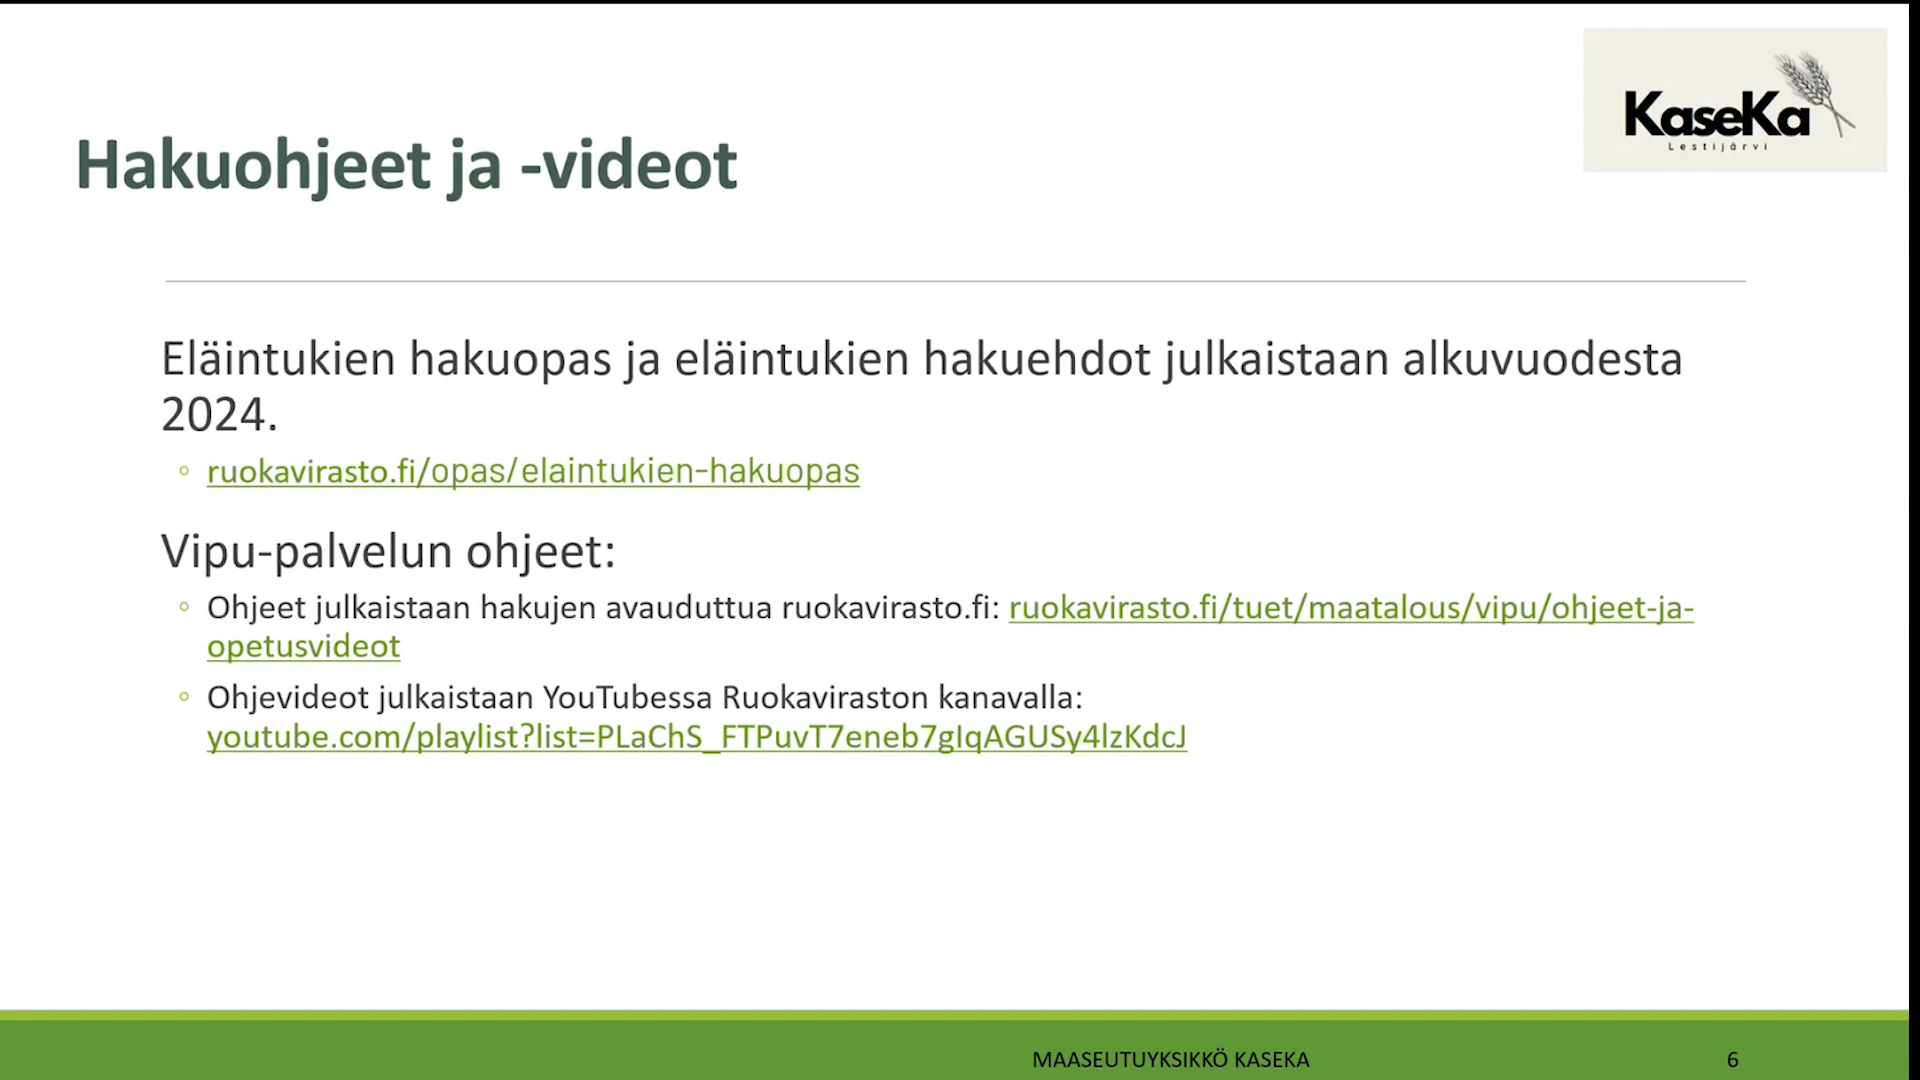 KaseKa
Lestijärvi
Hakuohjeet ja -videot
Eläintukien hakuopas ja eläintukien hakuehdot julkaistaan alkuvuodesta
2024.
◦ ruokavirasto.fi/opas/elaintukien-hakuopas
Vipu-palvelun ohjeet:
◦ Ohjeet julkaistaan hakujen avauduttua ruokavirasto.fi: ruokavirasto.fi/tuet/maatalous/vipu/ohjeet-ja-
opetusvideot
◦ Ohjevideot julkaistaan YouTubessa Ruokaviraston kanavalla:
youtube.com/playlist?list=PLaChS_FTPuvT7eneb7gIqAGUSy4lzKdcJ
MAASEUTUYKSIKKÖ KASEKA
6